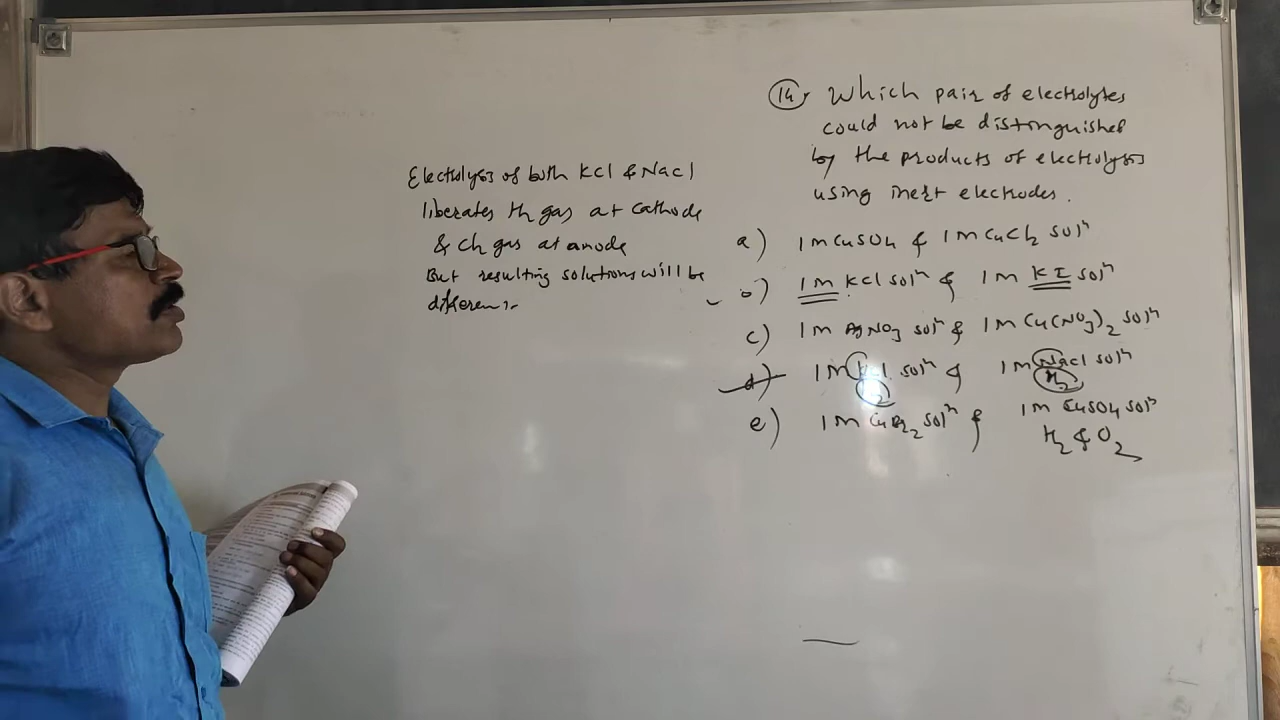 14, Which pair of electrolytes
could not be distinguished
by the products of electrolysis
using inert electrodes.
Electrolysis of both KCl & NaCl
liberates H2 gas at cathode
& Cl2 gas at anode
But resulting solutions will be
different.
a) 1M CuSO4 & 1M CuCl2 solⁿ
b) 1M KCl solⁿ & 1M KI solⁿ
c) 1M AgNO3 solⁿ & 1M Cu(NO3)2 solⁿ
d) 1M KCl solⁿ & 1M NaCl solⁿ
H2
e) 1M CuBr2 solⁿ & 1M CuSO4 solⁿ
H2 & O2